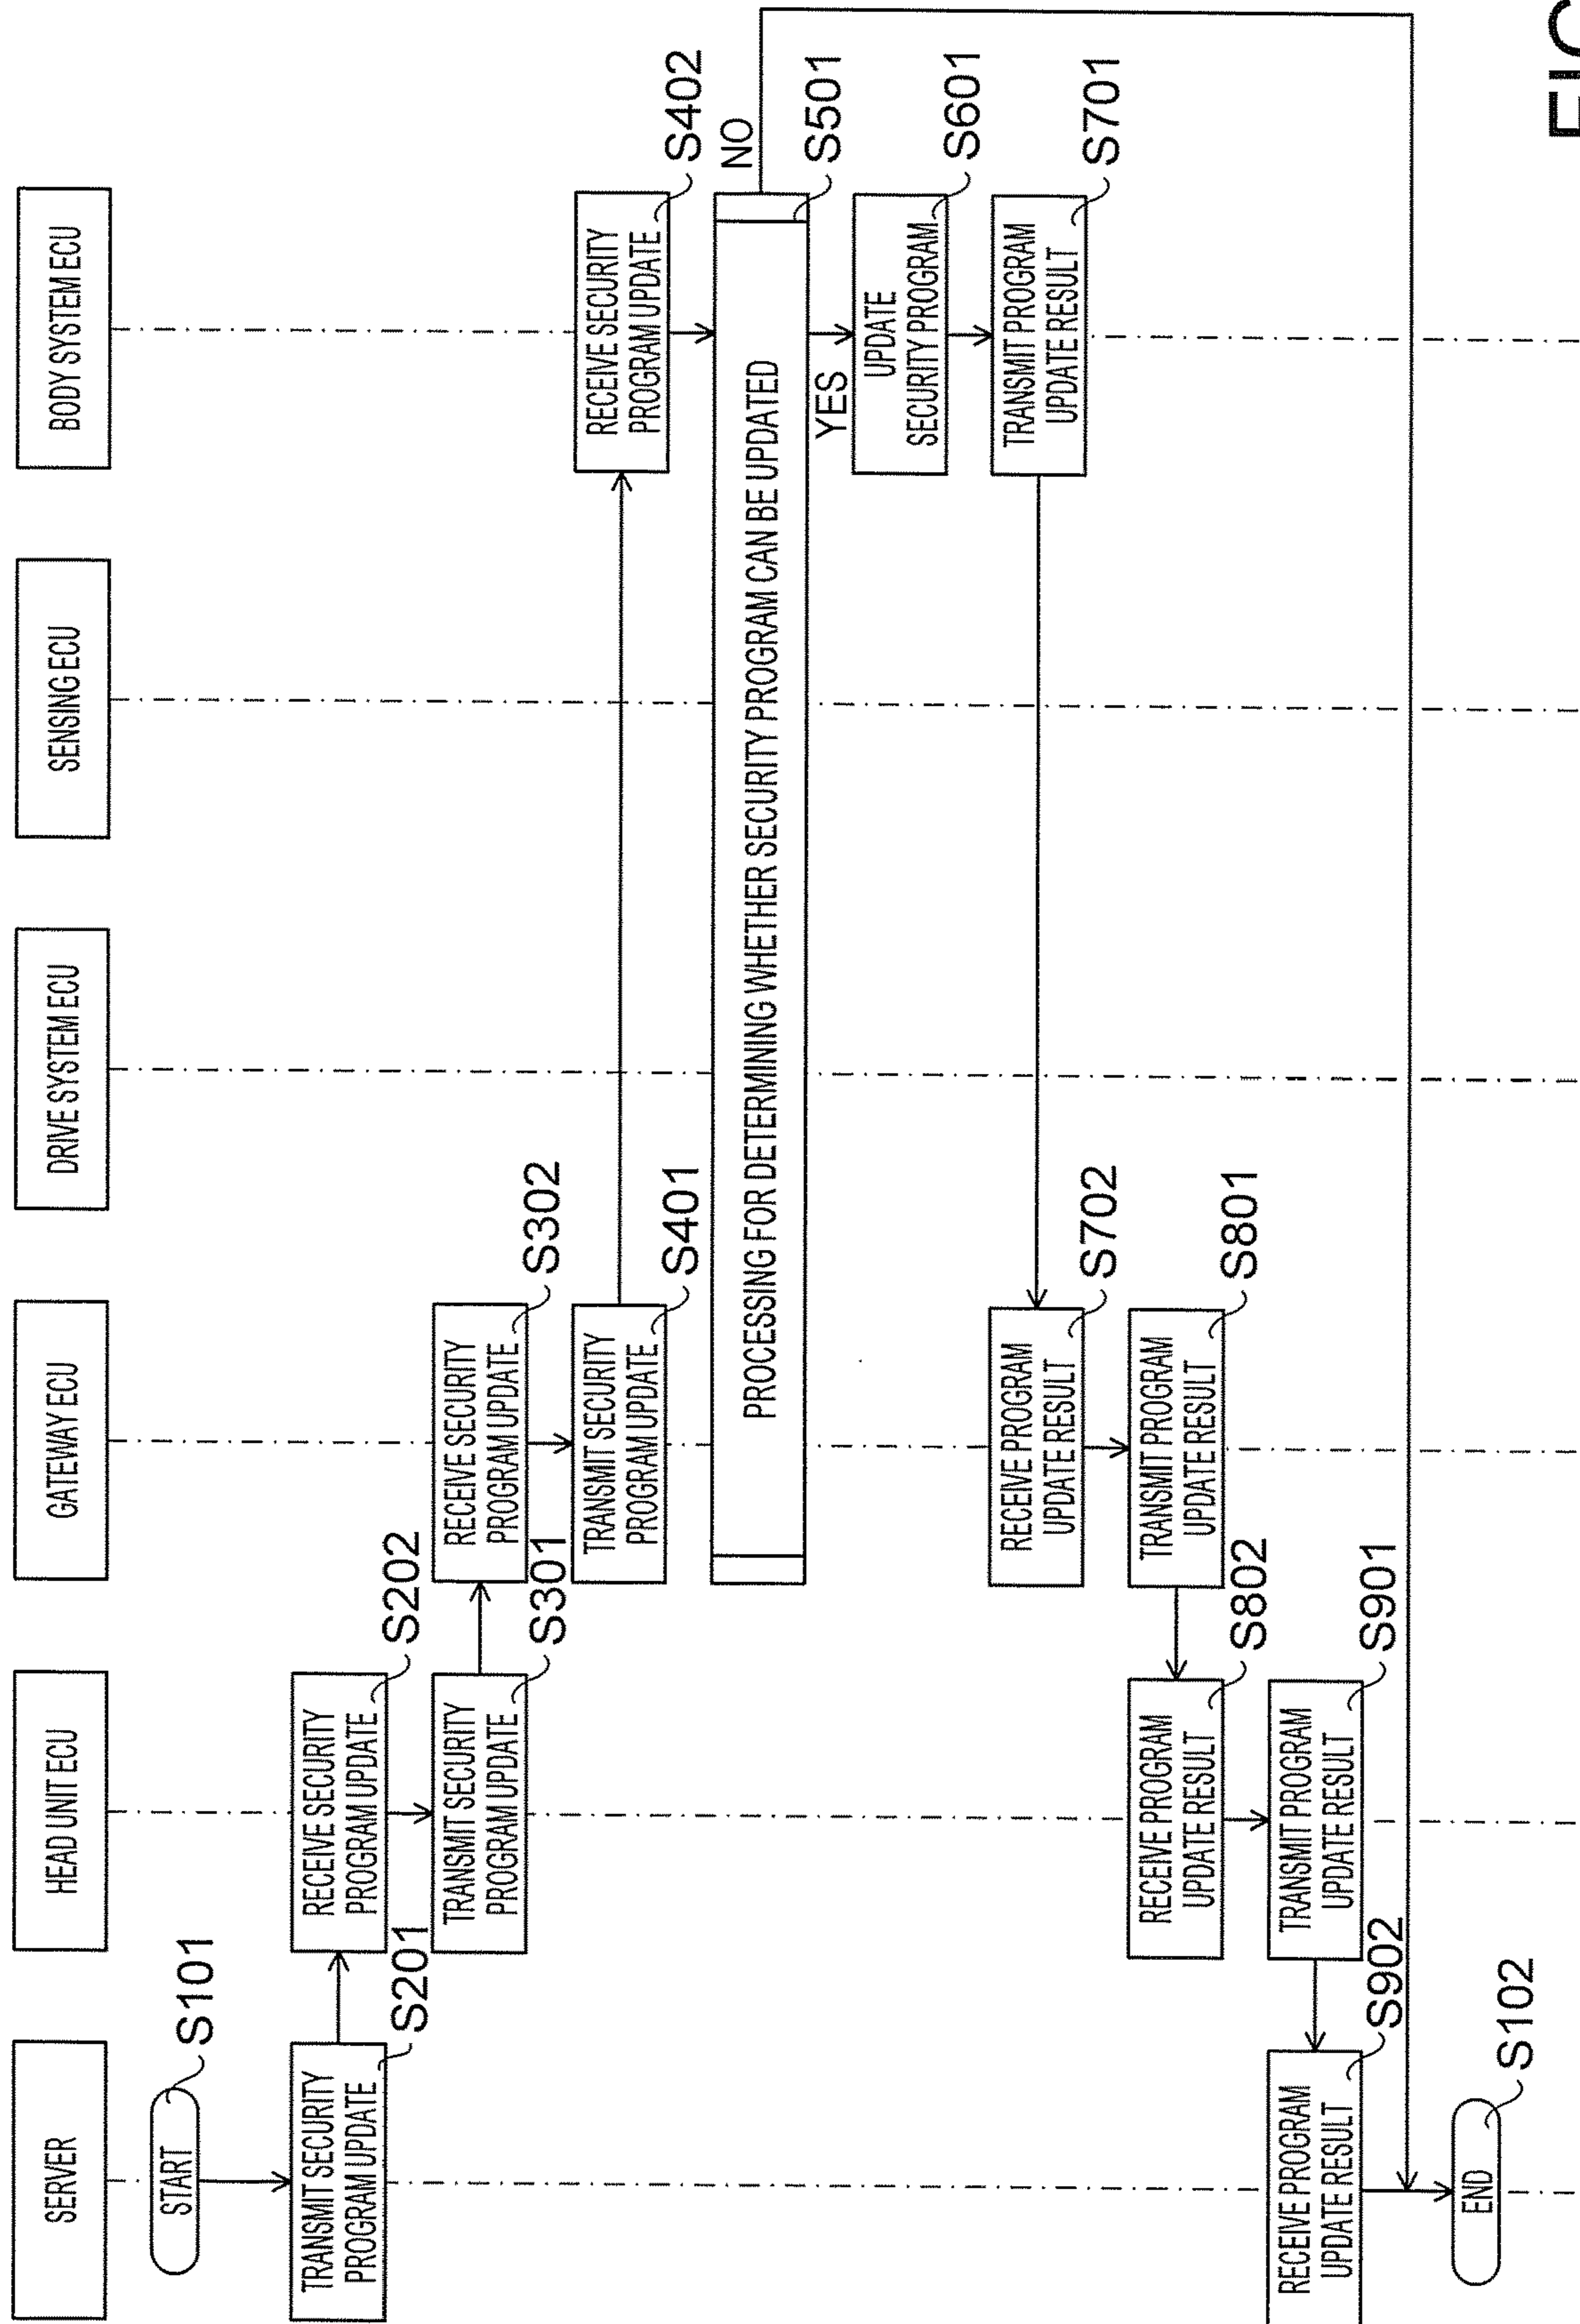 SERVER
HEAD UNIT ECU
GATEWAY ECU
DRIVE SYSTEM ECU
SENSING ECU
BODY SYSTEM ECU
START
S101
TRANSMIT SECURITY
PROGRAM UPDATE
S201
RECEIVE SECURITY
PROGRAM UPDATE
S202
TRANSMIT SECURITY
PROGRAM UPDATE
S301
RECEIVE SECURITY
PROGRAM UPDATE
S302
TRANSMIT SECURITY
PROGRAM UPDATE
S401
RECEIVE SECURITY
PROGRAM UPDATE
S402
PROCESSING FOR DETERMINING WHETHER SECURITY PROGRAM CAN BE UPDATED
NO
S501
YES
UPDATE
SECURITY PROGRAM
S601
TRANSMIT PROGRAM
UPDATE RESULT
S701
RECEIVE PROGRAM
UPDATE RESULT
S702
TRANSMIT PROGRAM
UPDATE RESULT
S801
RECEIVE PROGRAM
UPDATE RESULT
S802
TRANSMIT PROGRAM
UPDATE RESULT
S901
RECEIVE PROGRAM
UPDATE RESULT
S902
END
S102